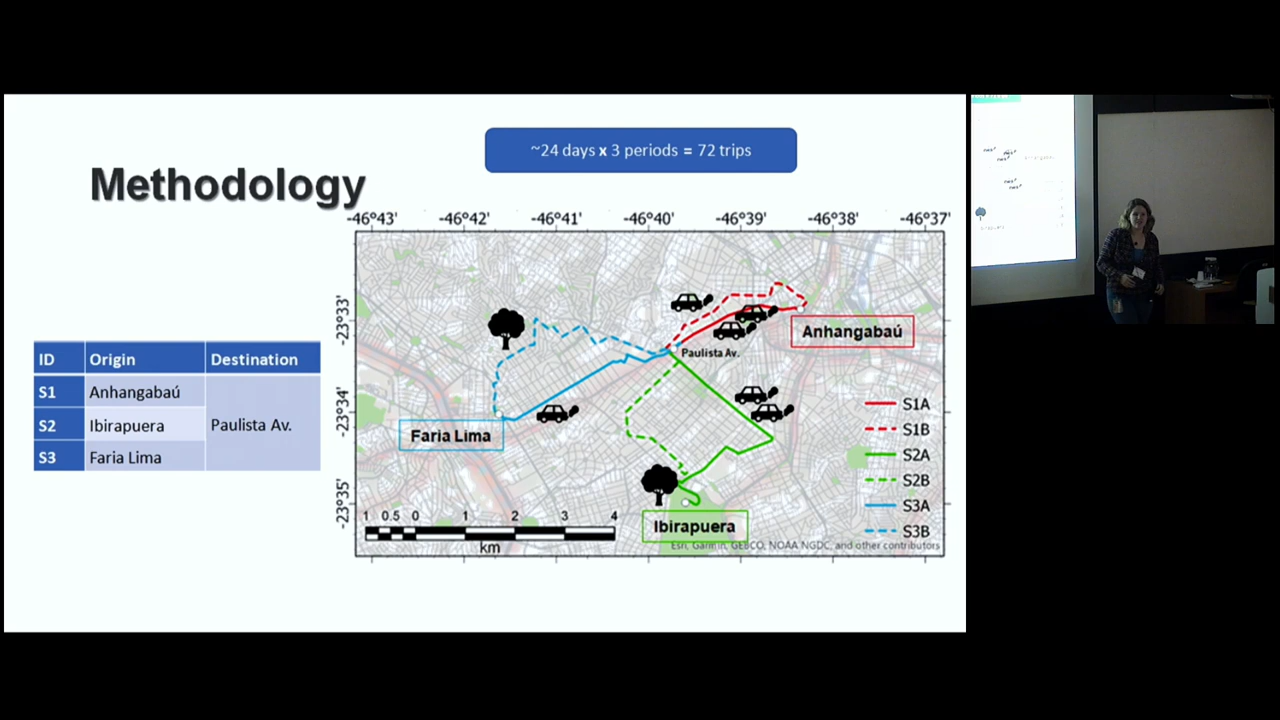 ~24 days x 3 periods = 72 trips
Methodology
-46°43' -46°42' -46°41' -46°40' -46°39' -46°38' -46°37'
-23°33'
-23°34'
-23°35'
ID Origin Destination
S1 Anhangabaú
S2 Ibirapuera
S3 Faria Lima
Paulista Av.
Paulista Av.
Anhangabaú
Faria Lima
Ibirapuera
S1A
S1B
S2A
S2B
S3A
S3B
1 0.5 0 1 2 3 4
km
Esri, Garmin, GEBCO, NOAA NGDC, and other contributors